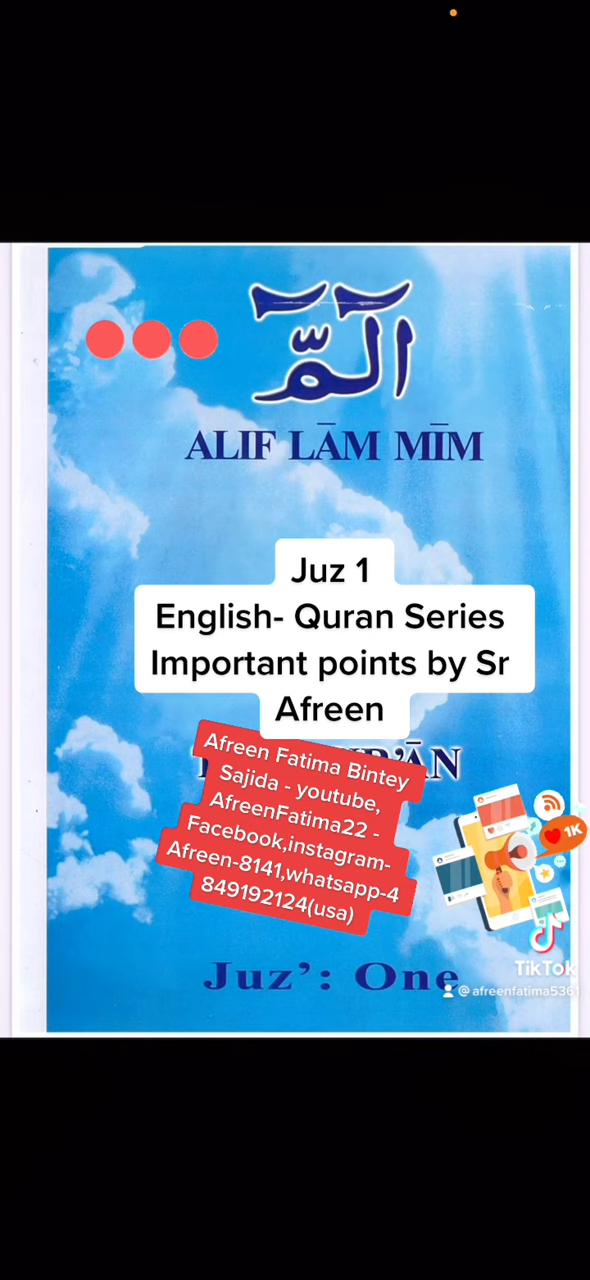 الٓمّٓ
ALIF LĀM MĪM
Juz 1
English- Quran Series
Important points by Sr
Afreen
Afreen Fatima Bintey
Sajida - youtube,
AfreenFatima22 -
Facebook,instagram-
Afreen-8141,whatsapp-4
849192124(usa)
1K
Juz’: One
TikTok
@afreenfatima5361